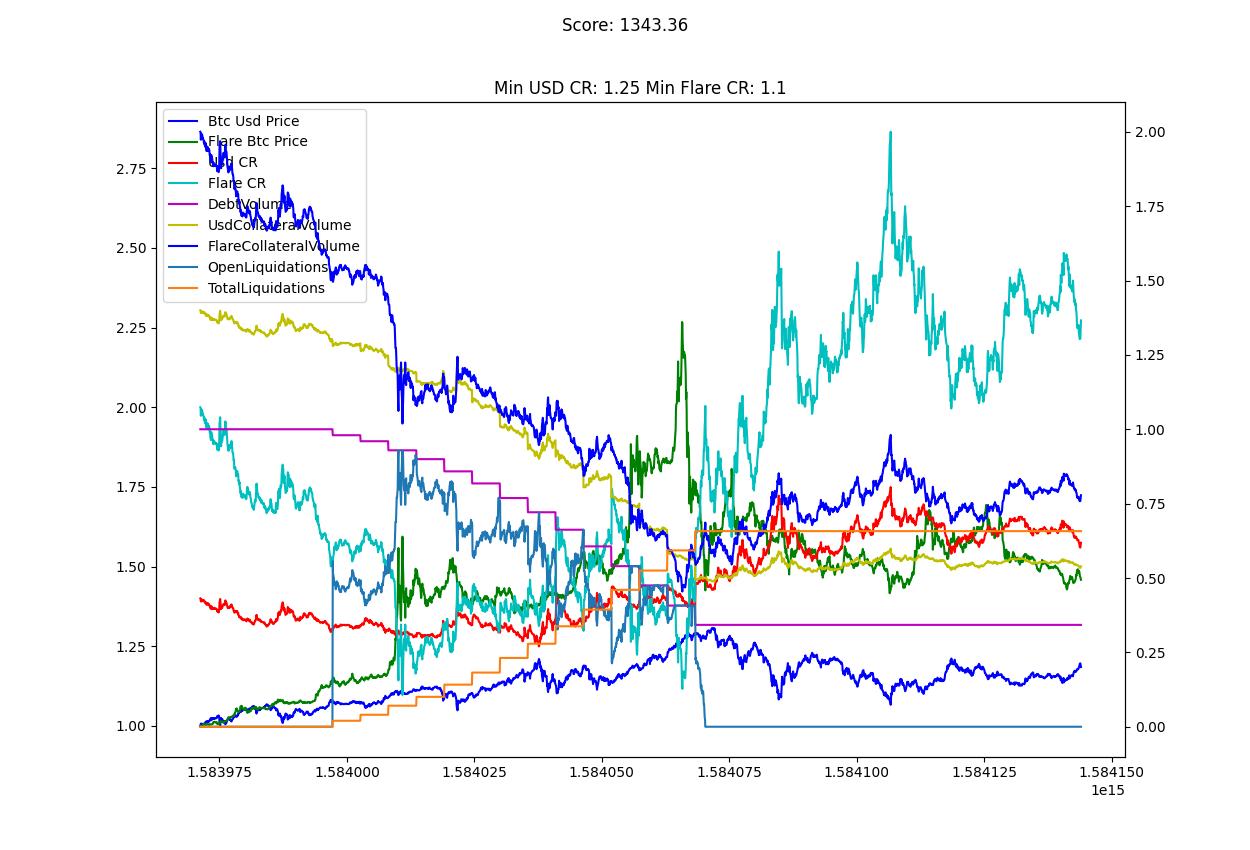 Score: 1343.36
Min USD CR: 1.25 Min Flare CR: 1.1
Btc Usd Price
Flare Btc Price
Usd CR
Flare CR
DebtVolume
UsdCollateralVolume
FlareCollateralVolume
OpenLiquidations
TotalLiquidations
2.75
2.50
2.25
2.00
1.75
1.50
1.25
1.00
2.00
1.75
1.50
1.25
1.00
0.75
0.50
0.25
0.00
1.583975 1.584000 1.584025 1.584050 1.584075 1.584100 1.584125 1.584150
1e15